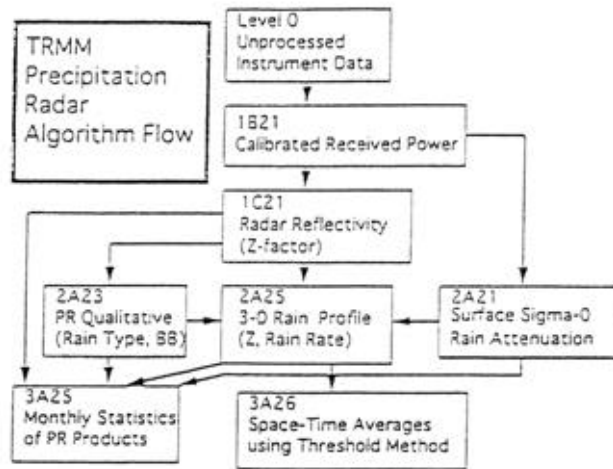 TRMM
Precipitation
Radar
Algorithm Flow
Level 0
Unprocessed
Instrument Data
1B21
Calibrated Received Power
1C21
Radar Reflectivity
(Z-factor)
2A23
PR Qualitative
(Rain Type, BB)
2A25
3-D Rain Profile
(Z, Rain Rate)
2A21
Surface Sigma-0
Rain Attenuation
3A25
Monthly Statistics
of PR Products
3A26
Space-Time Averages
using Threshold Method